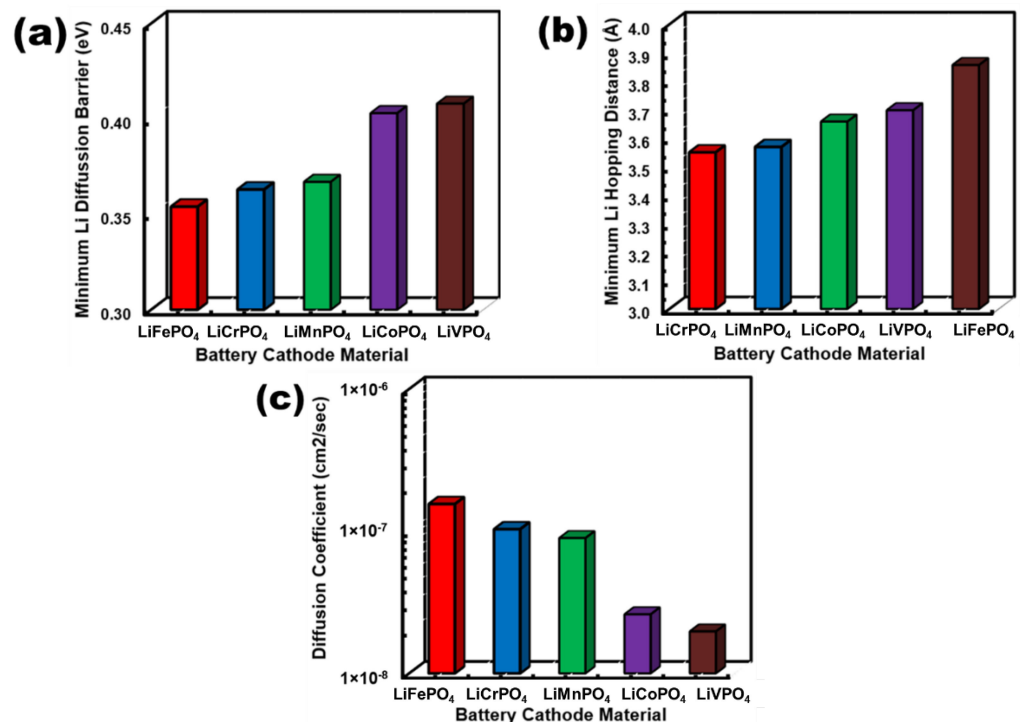 (a)
Minimum Li Diffussion Barrier (eV)
0.45
0.40
0.35
0.30
LiFePO₄ LiCrPO₄ LiMnPO₄ LiCoPO₄ LiVPO₄
Battery Cathode Material
(b)
Minimum Li Hopping Distance (Å)
4.0
3.9
3.8
3.7
3.6
3.5
3.4
3.3
3.2
3.1
3.0
LiCrPO₄ LiMnPO₄ LiCoPO₄ LiVPO₄ LiFePO₄
Battery Cathode Material
(c)
Diffusion Coefficient (cm2/sec)
1×10⁻⁶
1×10⁻⁷
1×10⁻⁸
LiFePO₄ LiCrPO₄ LiMnPO₄ LiCoPO₄ LiVPO₄
Battery Cathode Material